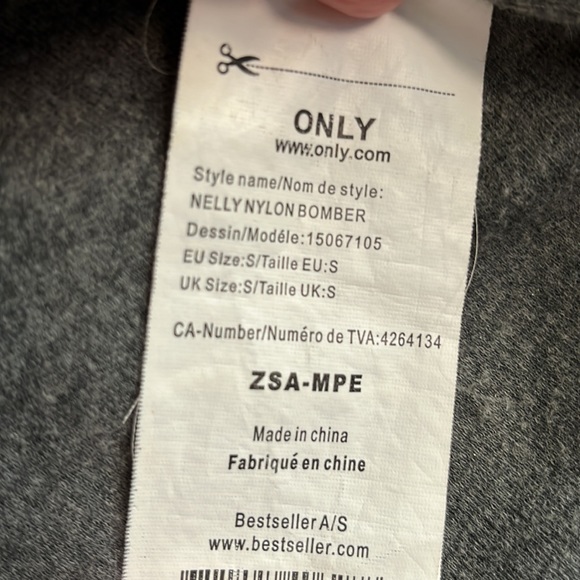 ONLY
www.only.com
Style name/Nom de style:
NELLY NYLON BOMBER
Dessin/Modéle:15067105
EU SIze:S/Taille EU:S
UK Size:S/Taille UK:S
CA-Number/Numéro de TVA:4264134
ZSA-MPE
Made in china
Fabriqué en chine
Bestseller A/S
www.bestseller.com